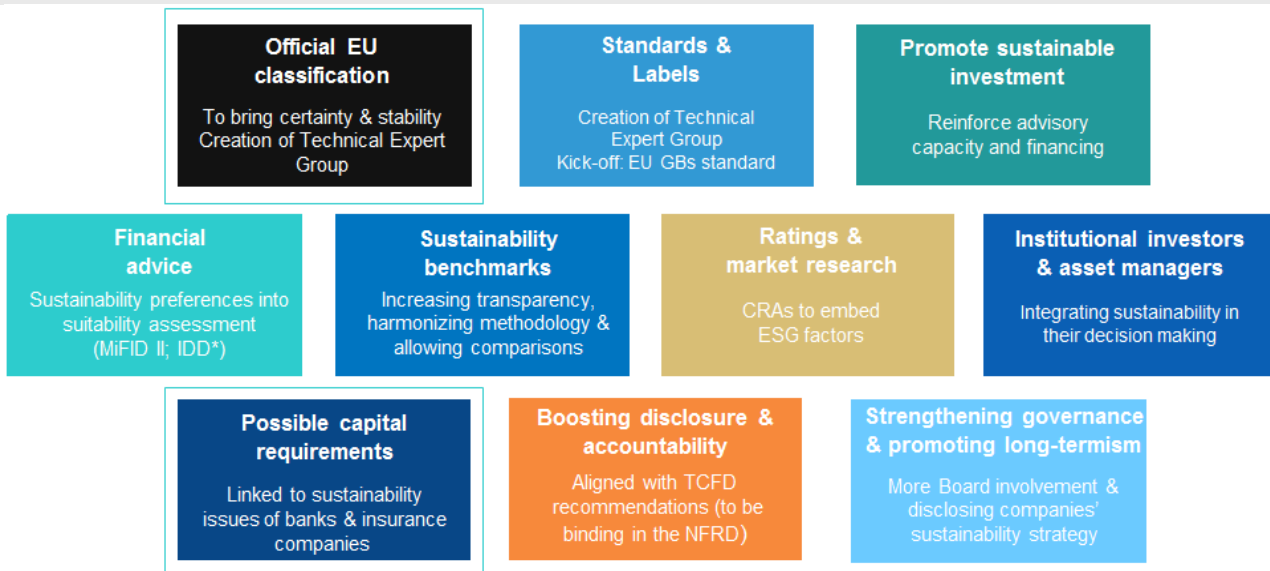 Official EU
classification
To bring certainty & stability
Creation of Technical Expert
Group
Standards &
Labels
Creation of Technical
Expert Group
Kick-off: EU GBs standard
Promote sustainable
investment
Reinforce advisory
capacity and financing
Financial
advice
Sustainability preferences into
suitability assessment
(MiFID II; IDD*)
Sustainability
benchmarks
Increasing transparency,
harmonizing methodology &
allowing comparisons
Ratings &
market research
CRAs to embed
ESG factors
Institutional investors
& asset managers
Integrating sustainability in
their decision making
Possible capital
requirements
Linked to sustainability
issues of banks & insurance
companies
Boosting disclosure &
accountability
Aligned with TCFD
recommendations (to be
binding in the NFRD)
Strengthening governance
& promoting long-termism
More Board involvement &
disclosing companies’
sustainability strategy